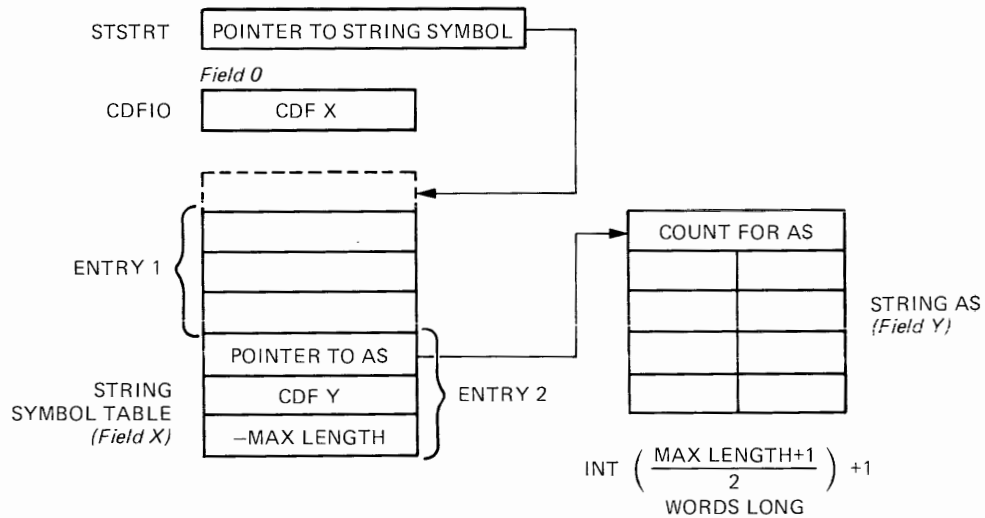 STSTRT
POINTER TO STRING SYMBOL
Field 0
CDFIO
CDF X
ENTRY 1
COUNT FOR AS
STRING AS
(Field Y)
POINTER TO AS
STRING
SYMBOL TABLE
(Field X)
CDF Y
–MAX LENGTH
ENTRY 2
INT ( MAX LENGTH+1
2 ) +1
WORDS LONG